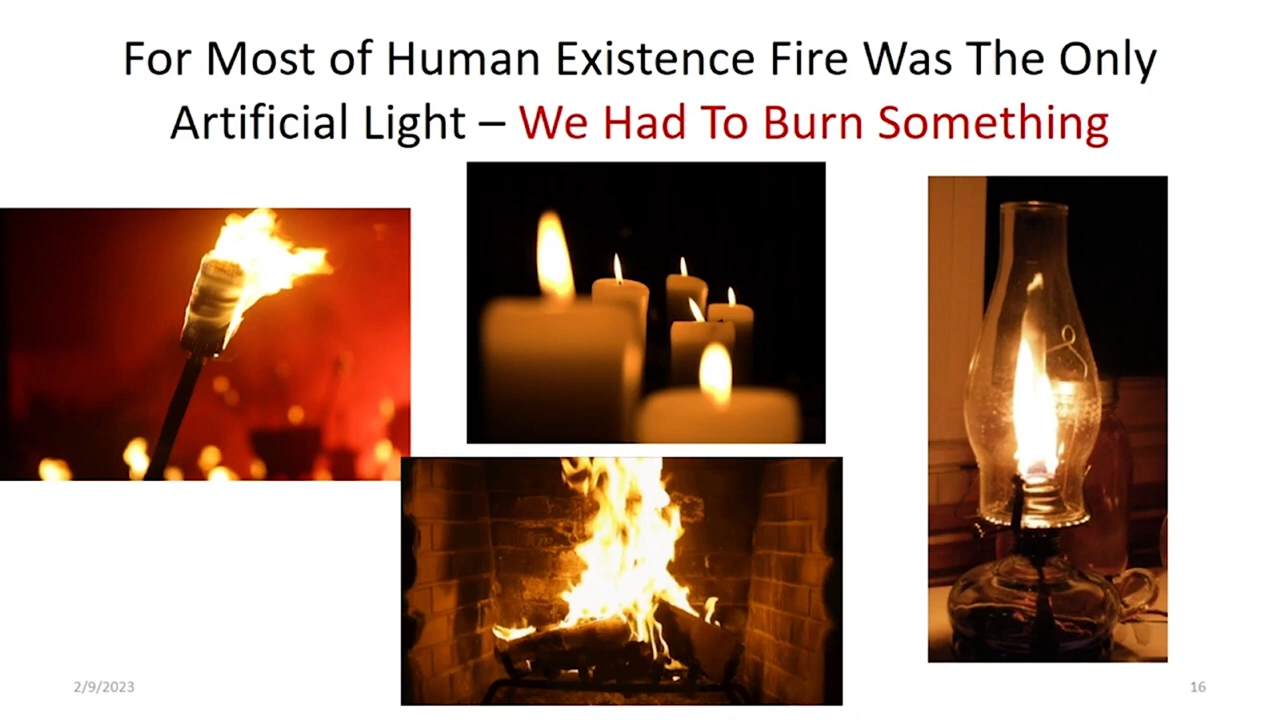 For Most of Human Existence Fire Was The Only
Artificial Light – We Had To Burn Something
2/9/2023
16